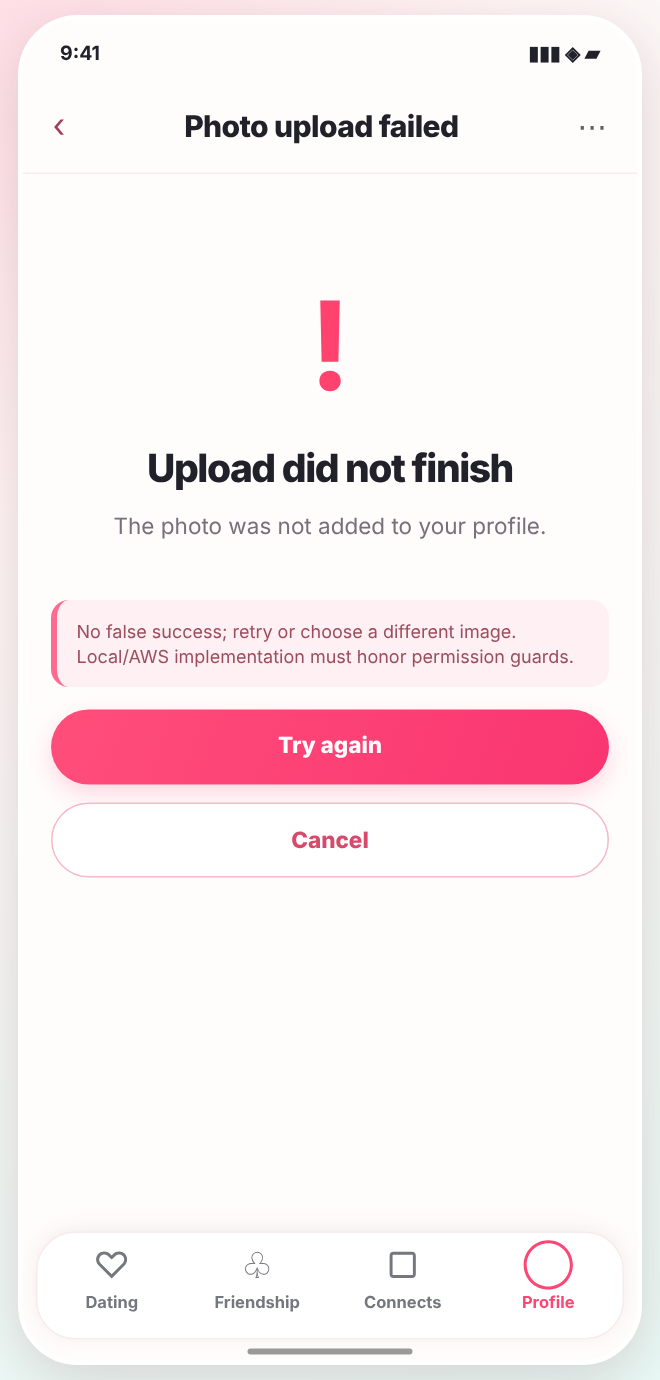 9:41
‹ Photo upload failed ⋯
!
Upload did not finish
The photo was not added to your profile.
No false success; retry or choose a different image.
Local/AWS implementation must honor permission guards.
Try again
Cancel
Dating Friendship Connects Profile